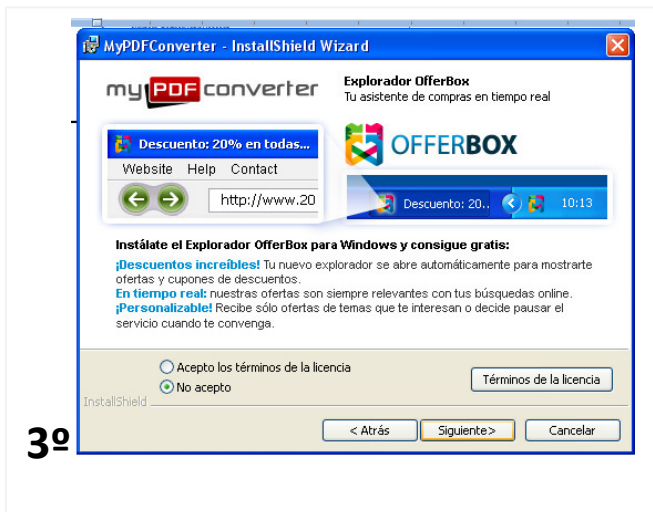 MyPDFConverter - InstallShield Wizard
my PDF converter
Explorador OfferBox
Tu asistente de compras en tiempo real
Descuento: 20% en todas...
Website Help Contact
http://www.20
OFFERBOX
Descuento: 20..
10:13
Instálate el Explorador OfferBox para Windows y consigue gratis:
¡Descuentos increíbles! Tu nuevo explorador se abre automáticamente para mostrarte
ofertas y cupones de descuentos.
En tiempo real: nuestras ofertas son siempre relevantes con tus búsquedas online.
¡Personalizable! Recibe sólo ofertas de temas que te interesan o decide pausar el
servicio cuando te convenga.
Acepto los términos de la licencia
No acepto
Términos de la licencia
InstallShield
< Atrás
Siguiente>
Cancelar
3º